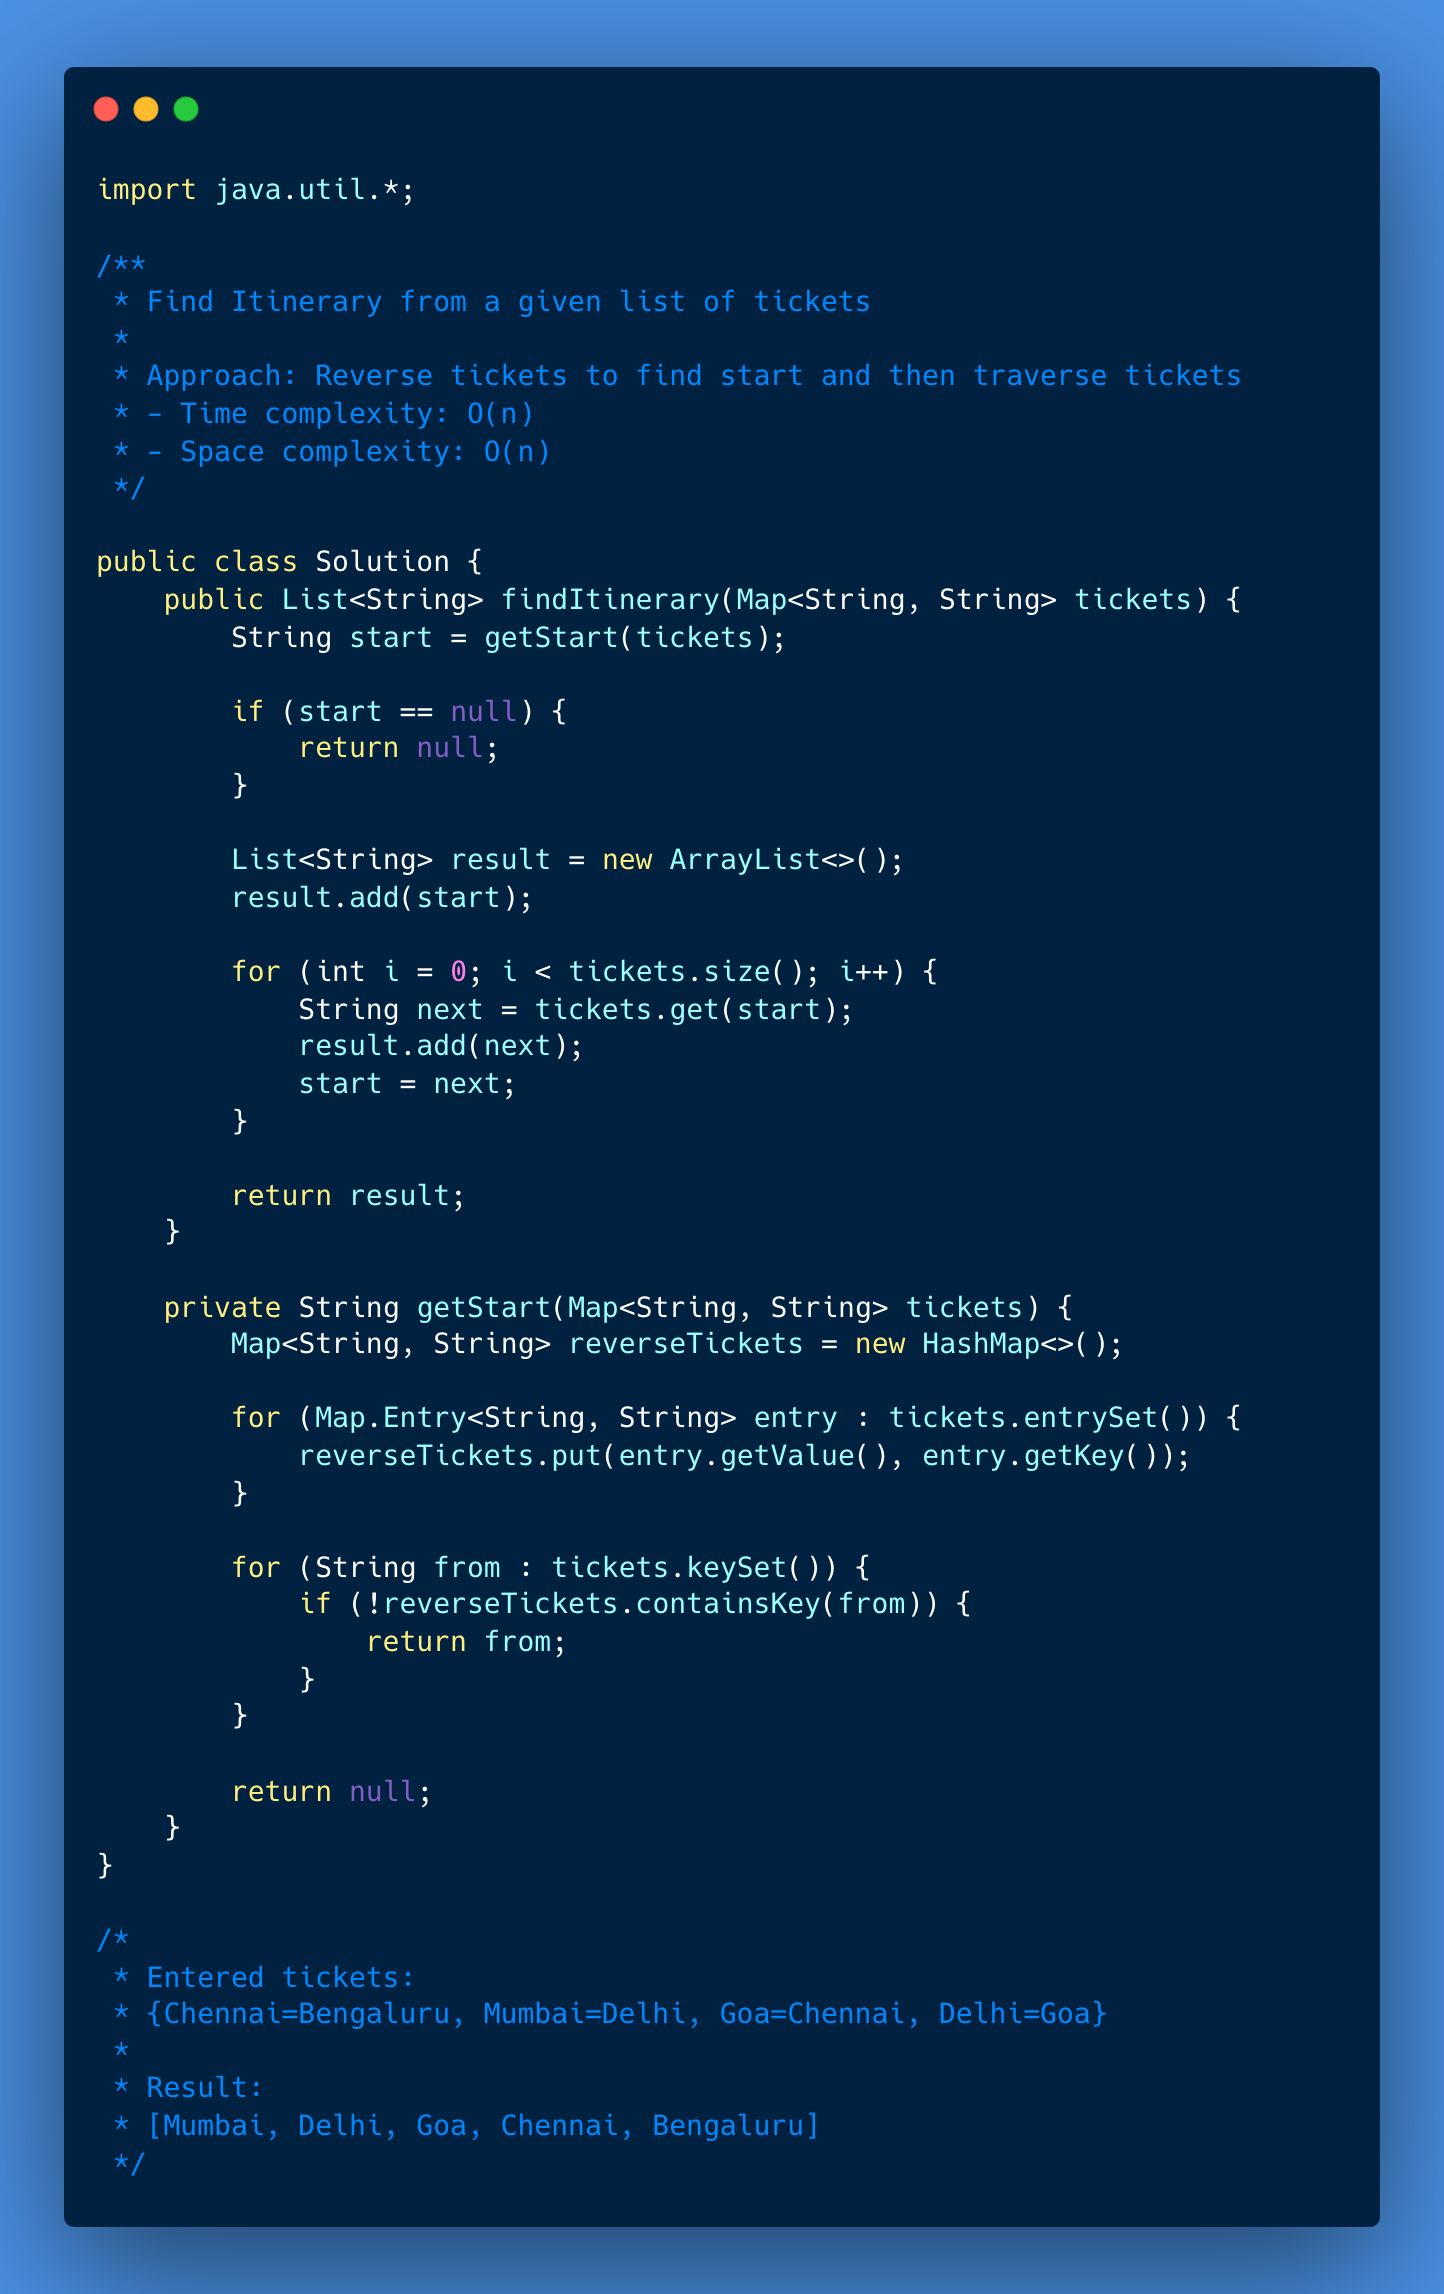 import java.util.*;

/**
 * Find Itinerary from a given list of tickets
 *
 * Approach: Reverse tickets to find start and then traverse tickets
 * - Time complexity: O(n)
 * - Space complexity: O(n)
 */

public class Solution {
    public List<String> findItinerary(Map<String, String> tickets) {
        String start = getStart(tickets);

        if (start == null) {
            return null;
        }

        List<String> result = new ArrayList<>();
        result.add(start);

        for (int i = 0; i < tickets.size(); i++) {
            String next = tickets.get(start);
            result.add(next);
            start = next;
        }

        return result;
    }

    private String getStart(Map<String, String> tickets) {
        Map<String, String> reverseTickets = new HashMap<>();

        for (Map.Entry<String, String> entry : tickets.entrySet()) {
            reverseTickets.put(entry.getValue(), entry.getKey());
        }

        for (String from : tickets.keySet()) {
            if (!reverseTickets.containsKey(from)) {
                return from;
            }
        }

        return null;
    }
}

/*
 * Entered tickets:
 * {Chennai=Bengaluru, Mumbai=Delhi, Goa=Chennai, Delhi=Goa}
 *
 * Result:
 * [Mumbai, Delhi, Goa, Chennai, Bengaluru]
 */